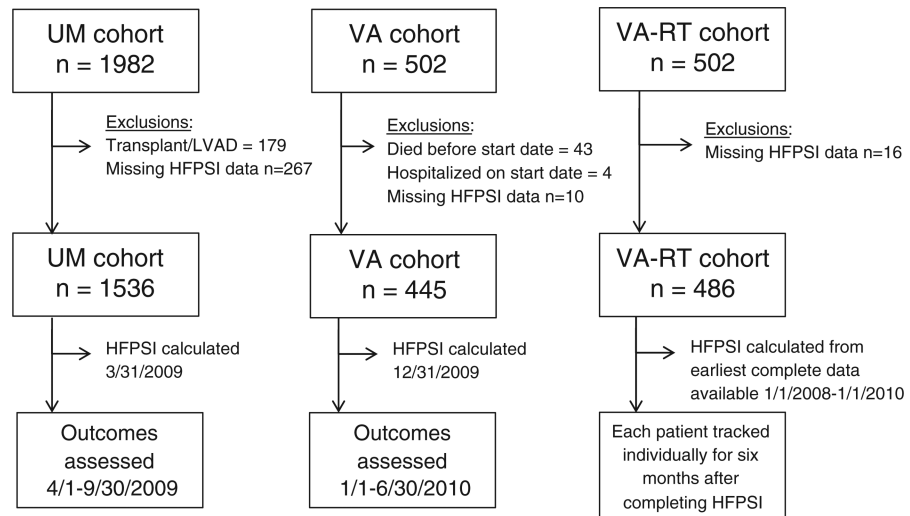 UM cohort
n = 1982
Exclusions:
Transplant/LVAD = 179
Missing HFPSI data n=267
UM cohort
n = 1536
HFPSI calculated
3/31/2009
Outcomes
assessed
4/1-9/30/2009
VA cohort
n = 502
Exclusions:
Died before start date = 43
Hospitalized on start date = 4
Missing HFPSI data n=10
VA cohort
n = 445
HFPSI calculated
12/31/2009
Outcomes
assessed
1/1-6/30/2010
VA-RT cohort
n = 502
Exclusions:
Missing HFPSI data n=16
VA-RT cohort
n = 486
HFPSI calculated from
earliest complete data
available 1/1/2008-1/1/2010
Each patient tracked
individually for six
months after
completing HFPSI